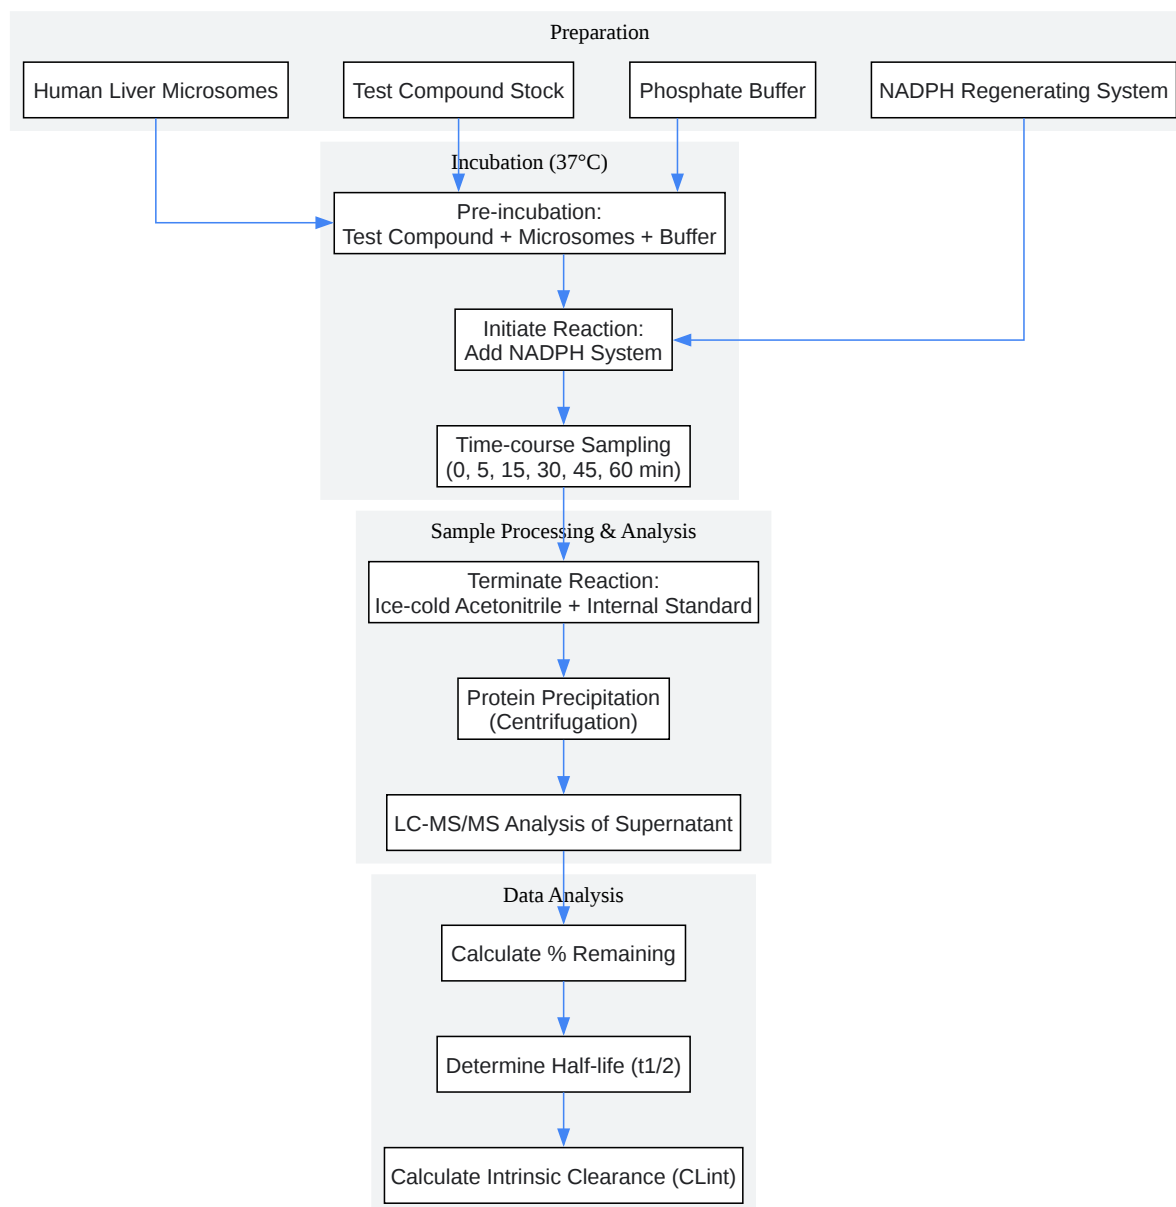 Preparation
Human Liver Microsomes
Test Compound Stock
Phosphate Buffer
NADPH Regenerating System
Incubation (37°C)
Pre-incubation:
Test Compound + Microsomes + Buffer
Initiate Reaction:
Add NADPH System
Time-course Sampling
(0, 5, 15, 30, 45, 60 min)
Sample Processing & Analysis
Terminate Reaction:
Ice-cold Acetonitrile + Internal Standard
Protein Precipitation
(Centrifugation)
LC-MS/MS Analysis of Supernatant
Data Analysis
Calculate % Remaining
Determine Half-life (t1/2)
Calculate Intrinsic Clearance (CLint)